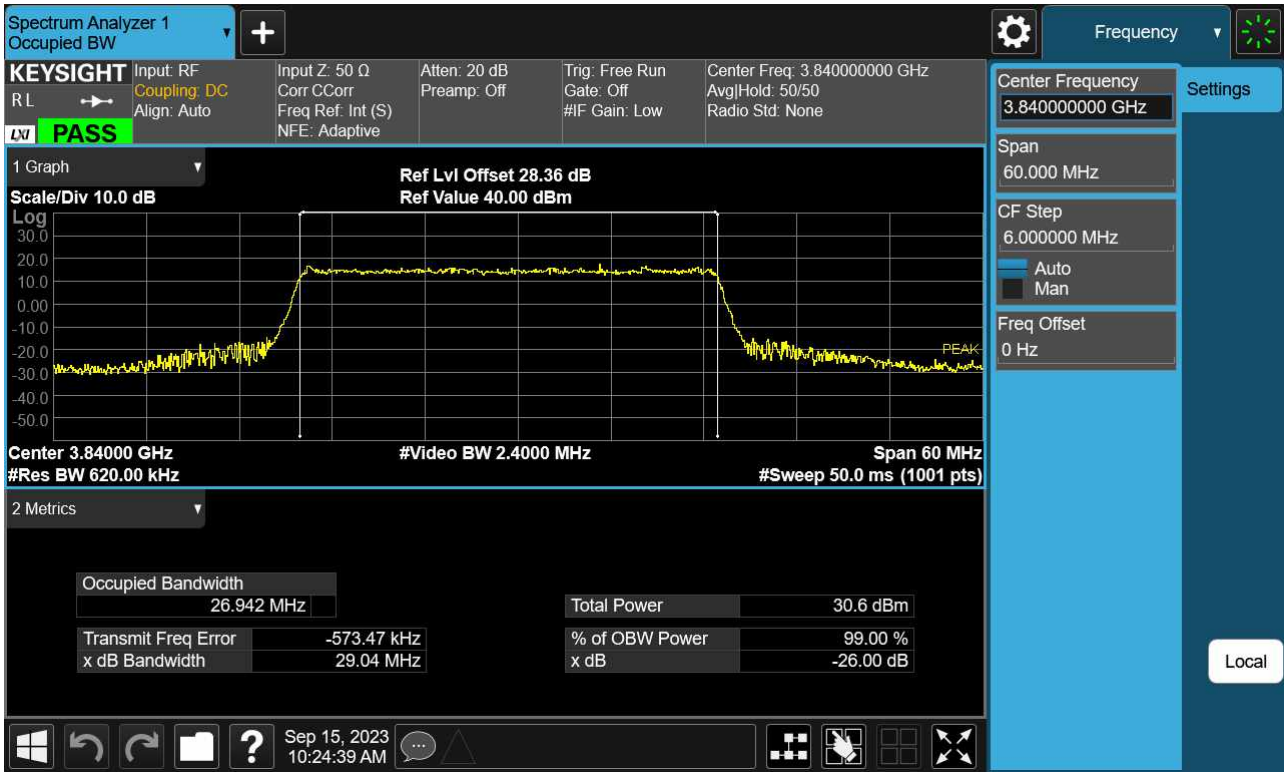 Spectrum Analyzer 1
Occupied BW
Frequency
KEYSIGHT
R L
LXI
PASS
Input: RF
Coupling: DC
Align: Auto
Input Z: 50 Ω
Corr CCorr
Freq Ref: Int (S)
NFE: Adaptive
Atten: 20 dB
Preamp: Off
Trig: Free Run
Gate: Off
#IF Gain: Low
Center Freq: 3.840000000 GHz
Avg|Hold: 50/50
Radio Std: None
Center Frequency
3.840000000 GHz
Settings
Span
60.000 MHz
CF Step
6.000000 MHz
Auto
Man
Freq Offset
0 Hz
Local
1 Graph
Ref Lvl Offset 28.36 dB
Scale/Div 10.0 dB
Ref Value 40.00 dBm
Log
30.0
20.0
10.0
0.00
-10.0
-20.0
-30.0
-40.0
-50.0
PEAK
Center 3.84000 GHz
#Video BW 2.4000 MHz
Span 60 MHz
#Res BW 620.00 kHz
#Sweep 50.0 ms (1001 pts)
2 Metrics
Occupied Bandwidth
26.942 MHz
Total Power
30.6 dBm
Transmit Freq Error
-573.47 kHz
% of OBW Power
99.00 %
x dB Bandwidth
29.04 MHz
x dB
-26.00 dB
Sep 15, 2023
10:24:39 AM